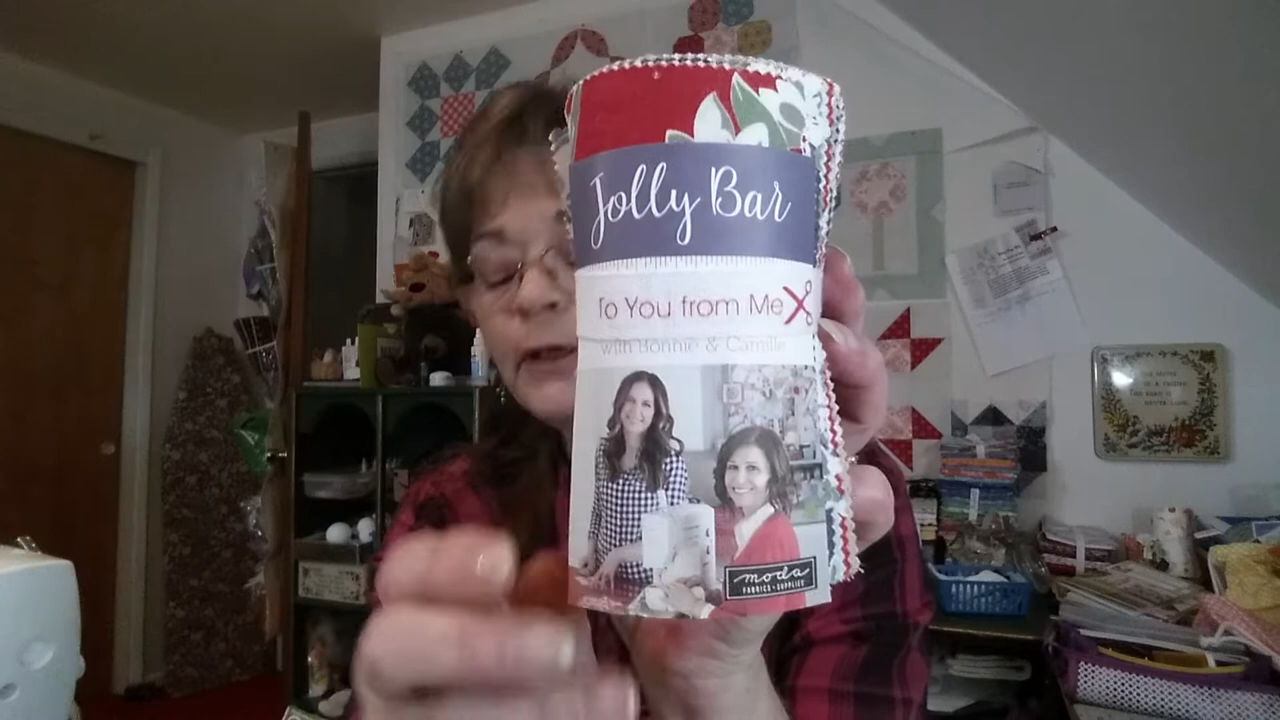 Jolly Bar
To You from Me
with Bonnie & Camille
moda
FABRICS + SUPPLIES